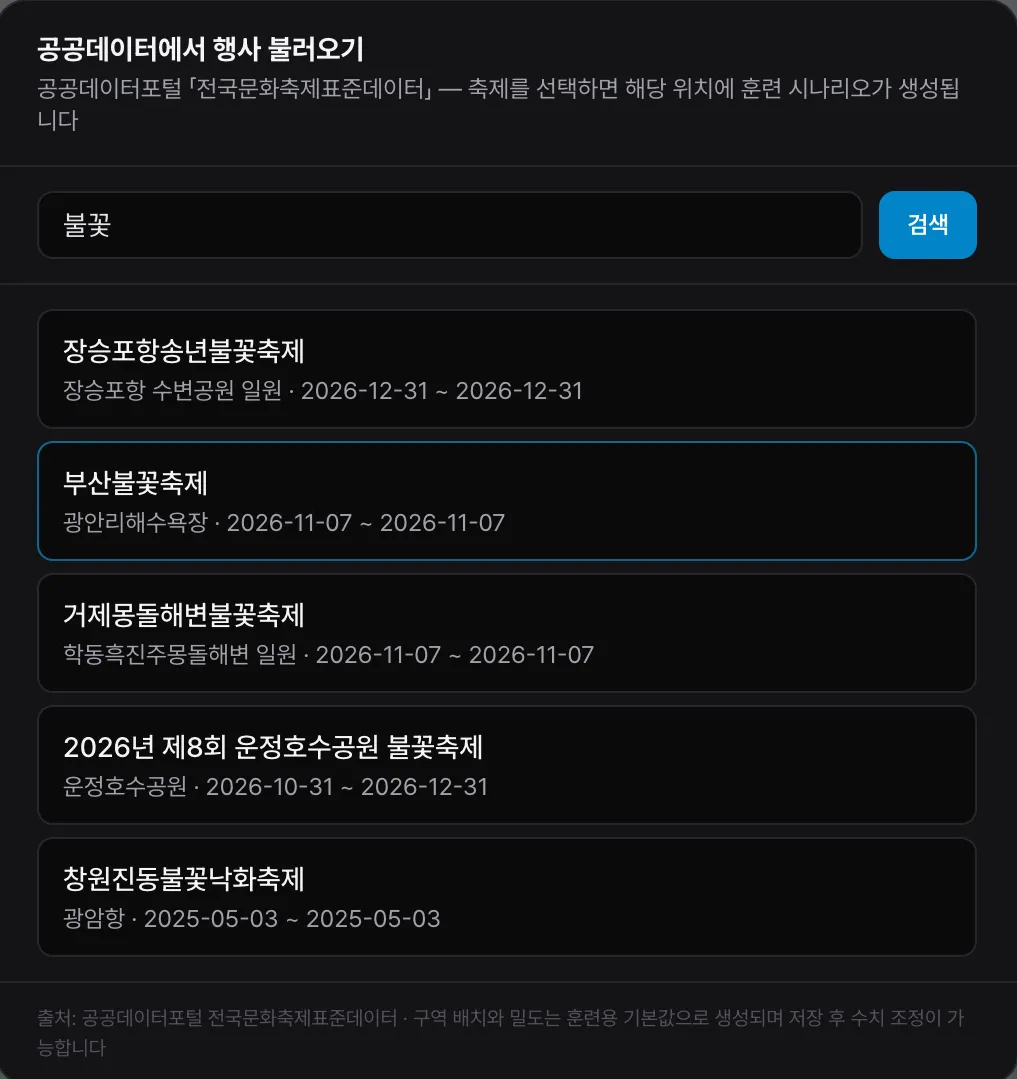 공공데이터에서 행사 불러오기
공공데이터포털 「전국문화축제표준데이터」 — 축제를 선택하면 해당 위치에 훈련 시나리오가 생성됩
니다
불꽃
검색
장승포항송년불꽃축제
장승포항 수변공원 일원 · 2026-12-31 ~ 2026-12-31
부산불꽃축제
광안리해수욕장 · 2026-11-07 ~ 2026-11-07
거제몽돌해변불꽃축제
학동흑진주몽돌해변 일원 · 2026-11-07 ~ 2026-11-07
2026년 제8회 운정호수공원 불꽃축제
운정호수공원 · 2026-10-31 ~ 2026-12-31
창원진동불꽃낙화축제
광암항 · 2025-05-03 ~ 2025-05-03
출처: 공공데이터포털 전국문화축제표준데이터 · 구역 배치와 밀도는 훈련용 기본값으로 생성되며 저장 후 수치 조정이 가
능합니다